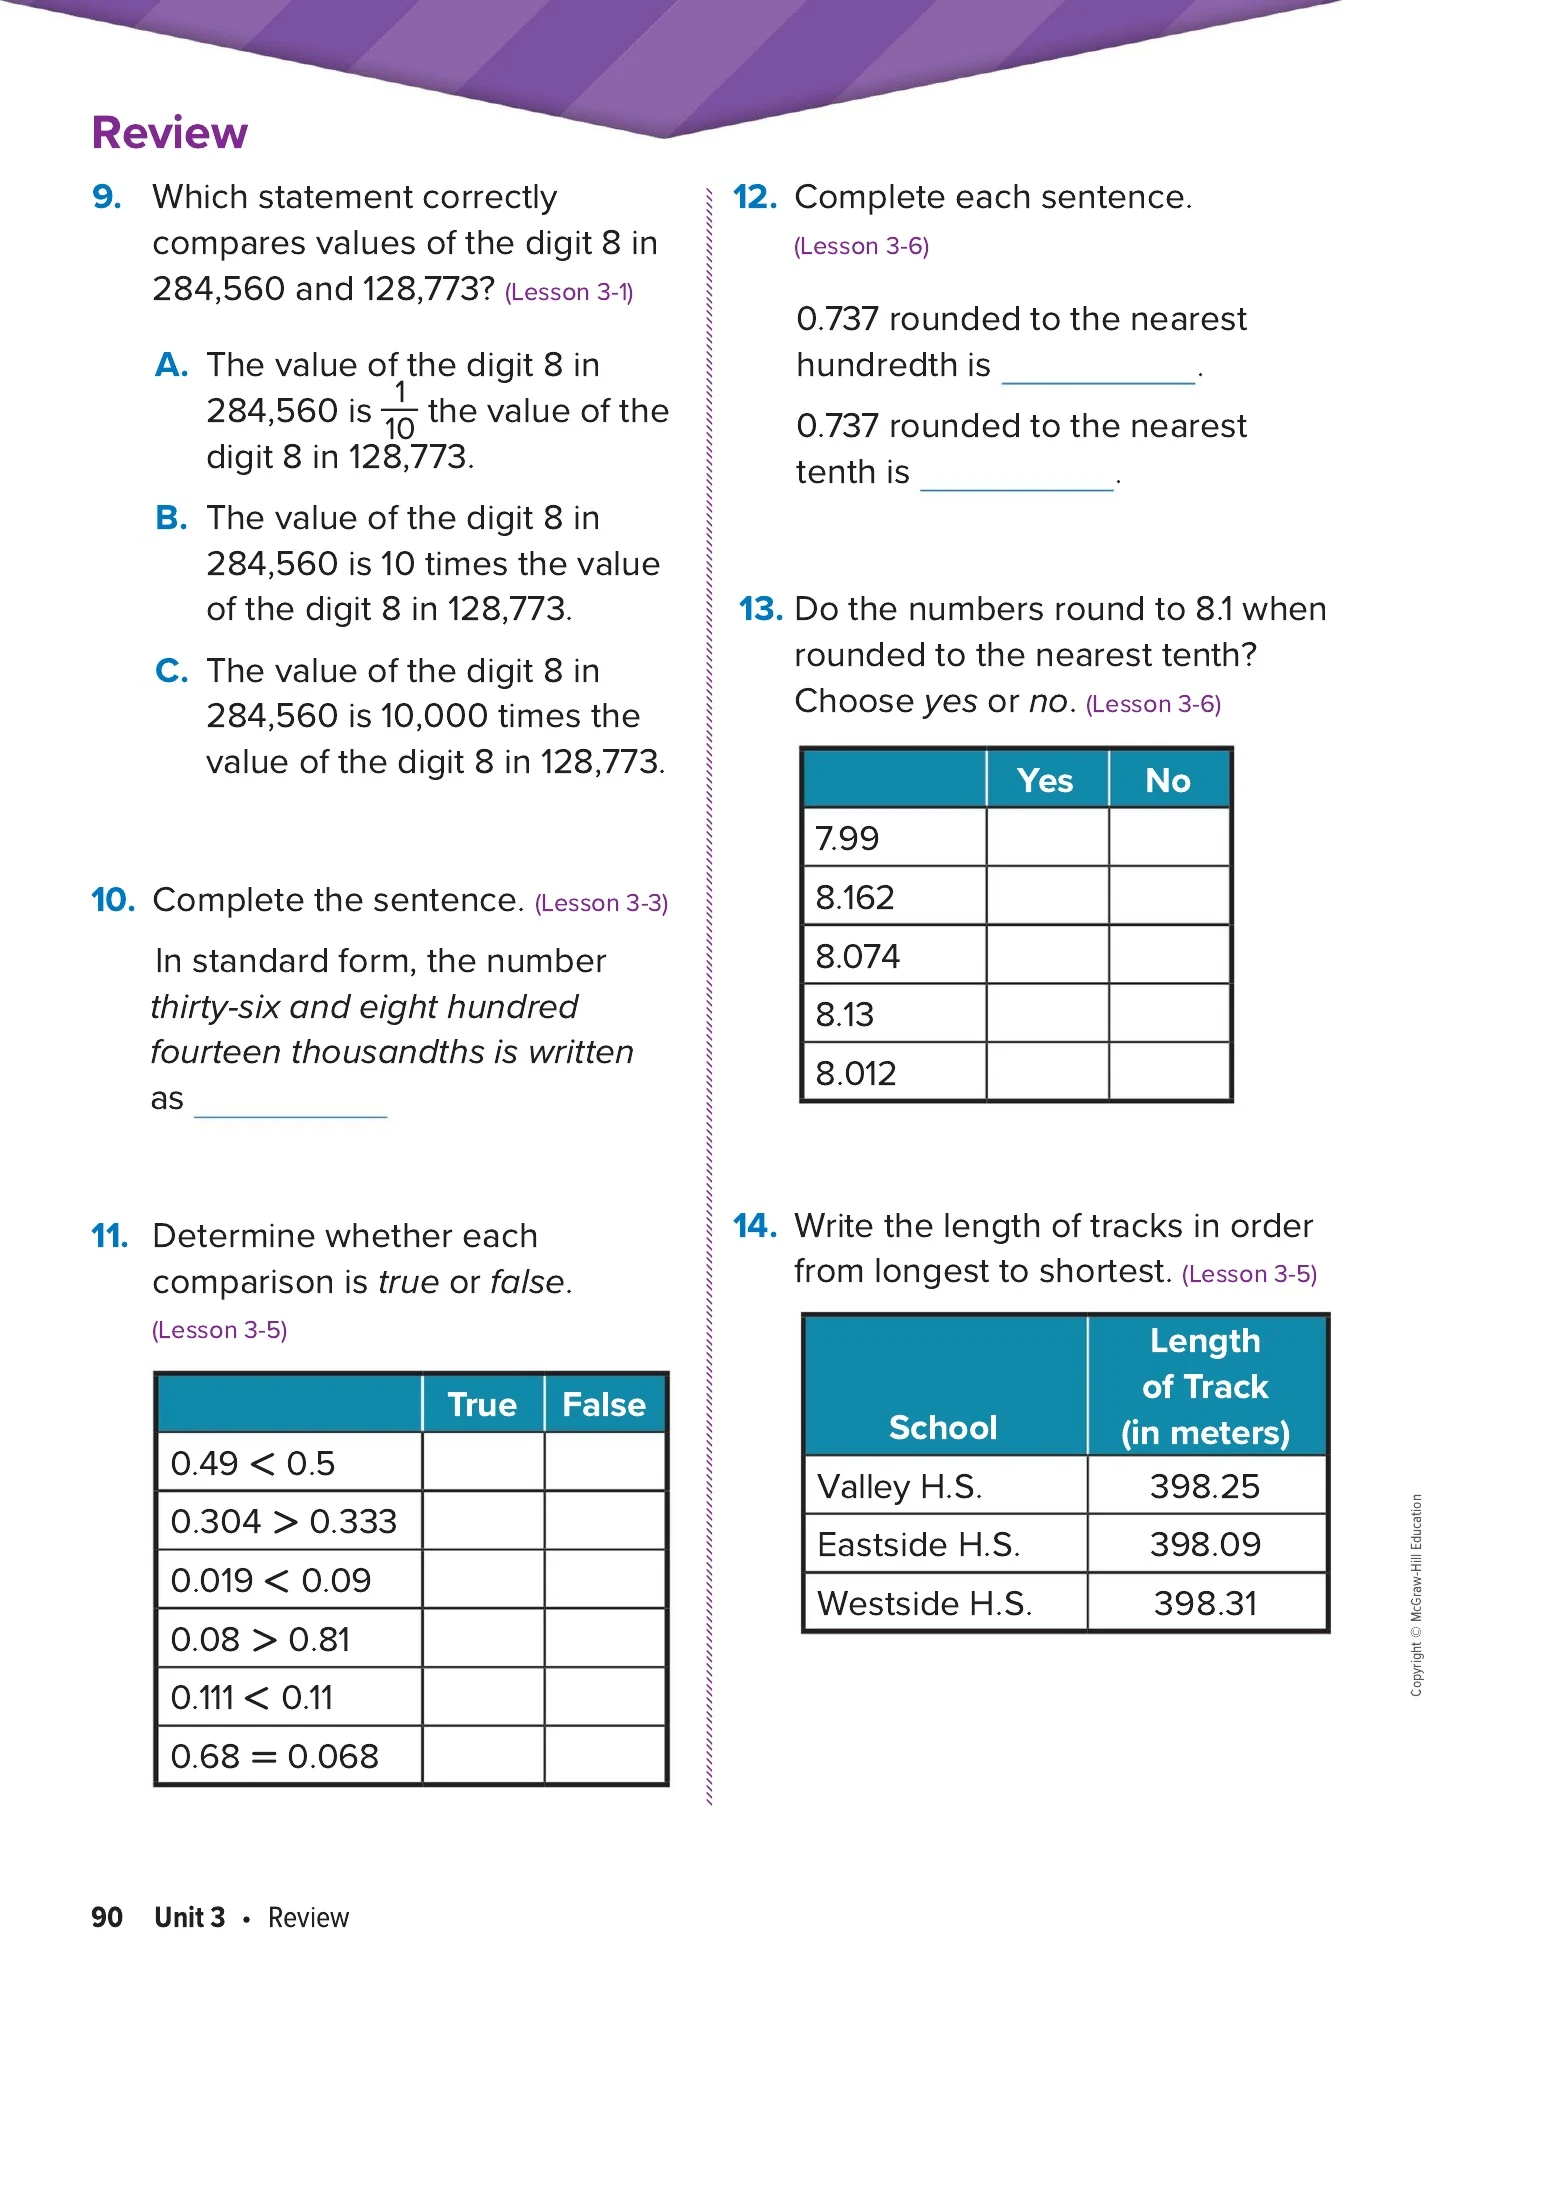 Review
9. Which statement correctly
compares values of the digit 8 in
284,560 and 128,773? (Lesson 3-1)
A. The value of the digit 8 in
284,560 is 1/10 the value of the
digit 8 in 128,773.
B. The value of the digit 8 in
284,560 is 10 times the value
of the digit 8 in 128,773.
C. The value of the digit 8 in
284,560 is 10,000 times the
value of the digit 8 in 128,773.
10. Complete the sentence. (Lesson 3-3)
In standard form, the number
thirty-six and eight hundred
fourteen thousandths is written
as
11. Determine whether each
comparison is true or false.
(Lesson 3-5)
True False
0.49 < 0.5
0.304 > 0.333
0.019 < 0.09
0.08 > 0.81
0.111 < 0.11
0.68 = 0.068
12. Complete each sentence.
(Lesson 3-6)
0.737 rounded to the nearest
hundredth is .
0.737 rounded to the nearest
tenth is .
13. Do the numbers round to 8.1 when
rounded to the nearest tenth?
Choose yes or no. (Lesson 3-6)
Yes No
7.99
8.162
8.074
8.13
8.012
14. Write the length of tracks in order
from longest to shortest. (Lesson 3-5)
Length
of Track
School (in meters)
Valley H.S. 398.25
Eastside H.S. 398.09
Westside H.S. 398.31
Copyright © McGraw-Hill Education
90 Unit 3 • Review